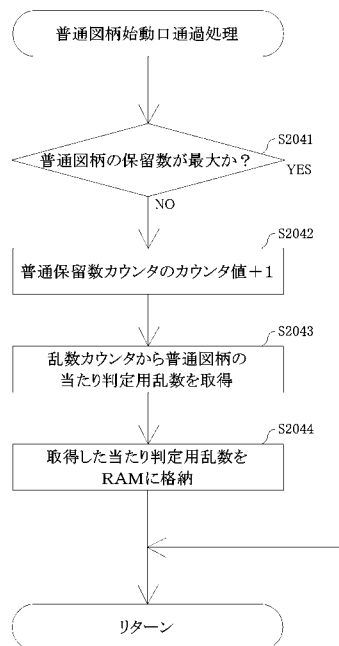 普通図柄始動口通過処理
S2041
普通図柄の保留数が最大か？
YES
NO
S2042
普通保留数カウンタのカウンタ値＋1
S2043
乱数カウンタから普通図柄の
当たり判定用乱数を取得
S2044
取得した当たり判定用乱数を
RAMに格納
リターン